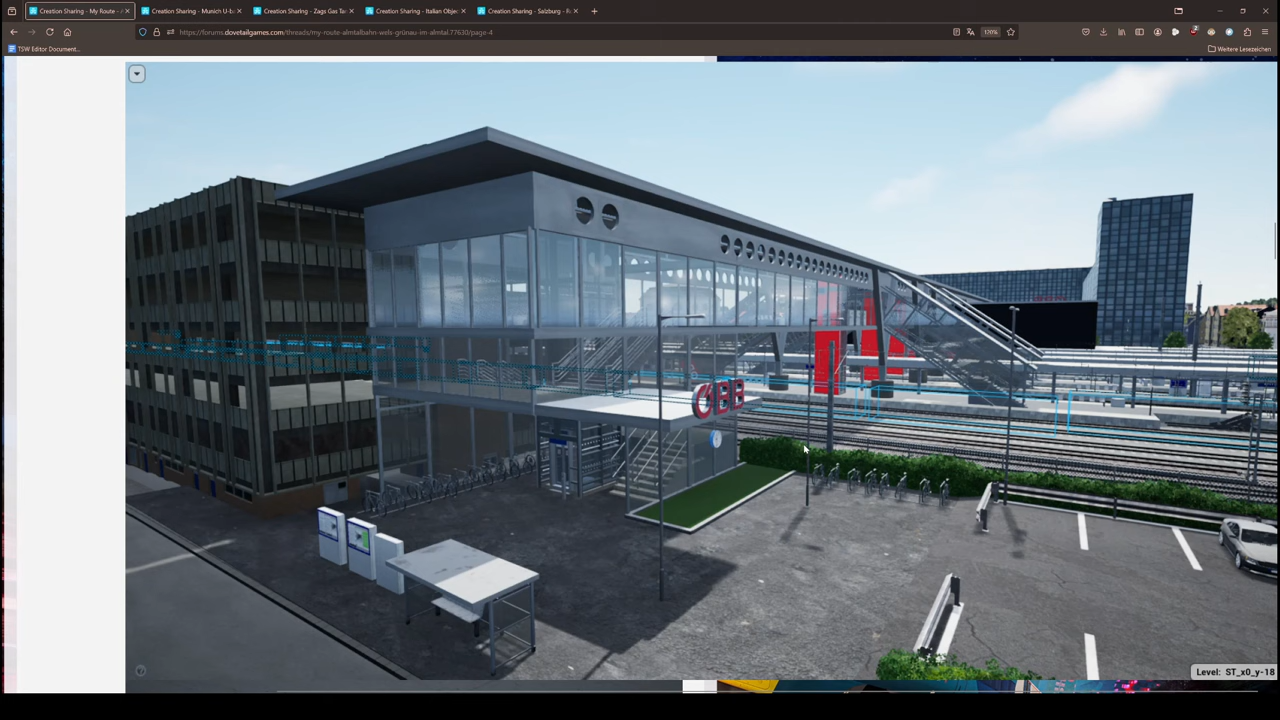 Creation Sharing - My Route - A
Creation Sharing - Munich U-b
Creation Sharing - Zags Gas Ta
Creation Sharing - Italian Obje
Creation Sharing - Salzburg - R
https://forums.dovetailgames.com/threads/my-route-almtalbahn-wels-grünau-im-almtal.77630/page-4
120%
TSW Editor Document...
Weitere Lesezeichen
ÖBB
Level: ST_x0_y-18